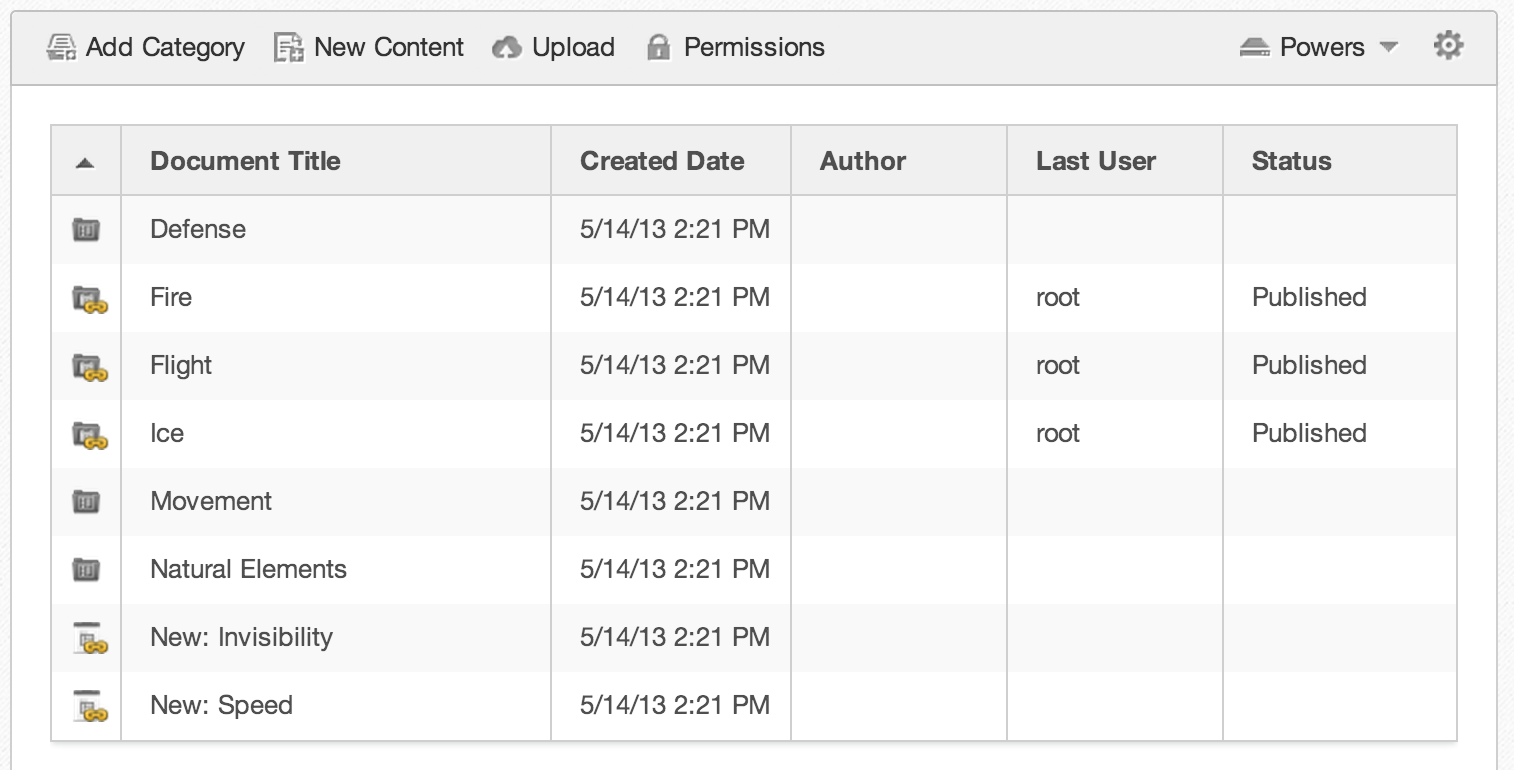 Add Category New Content Upload Permissions Powers
Document Title Created Date Author Last User Status
Defense 5/14/13 2:21 PM
Fire 5/14/13 2:21 PM root Published
Flight 5/14/13 2:21 PM root Published
Ice 5/14/13 2:21 PM root Published
Movement 5/14/13 2:21 PM
Natural Elements 5/14/13 2:21 PM
New: Invisibility 5/14/13 2:21 PM
New: Speed 5/14/13 2:21 PM